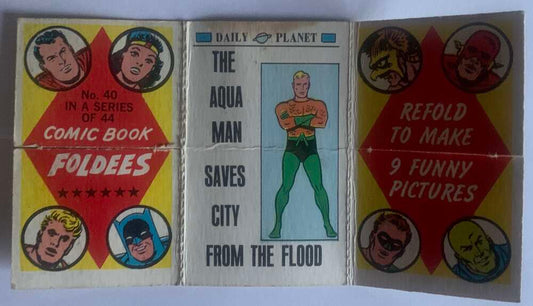 No. 40
IN A SERIES
OF 44
COMIC BOOK
FOLDEES
DAILY PLANET
THE
AQUA
MAN
SAVES
CITY
FROM THE FLOOD
REFOLD
TO MAKE
9 FUNNY
PICTURES